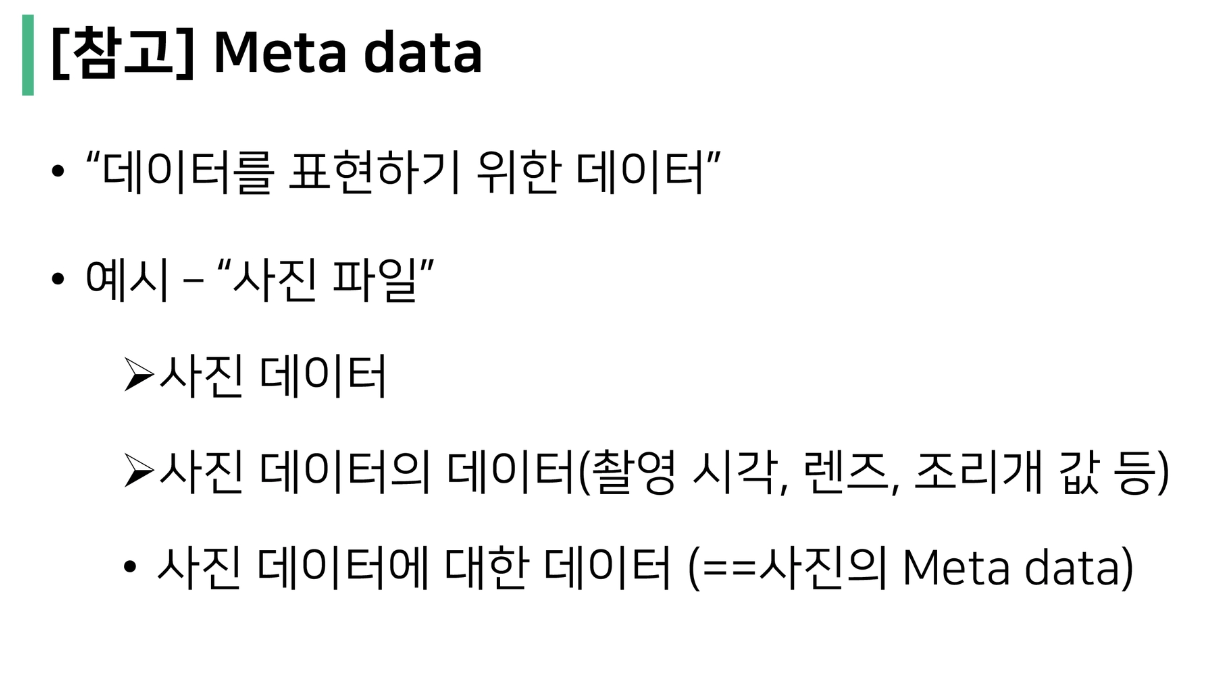 [참고] Meta data
• “데이터를 표현하기 위한 데이터”
• 예시 – “사진 파일”
➢사진 데이터
➢사진 데이터의 데이터(촬영 시각, 렌즈, 조리개 값 등)
• 사진 데이터에 대한 데이터 (==사진의 Meta data)